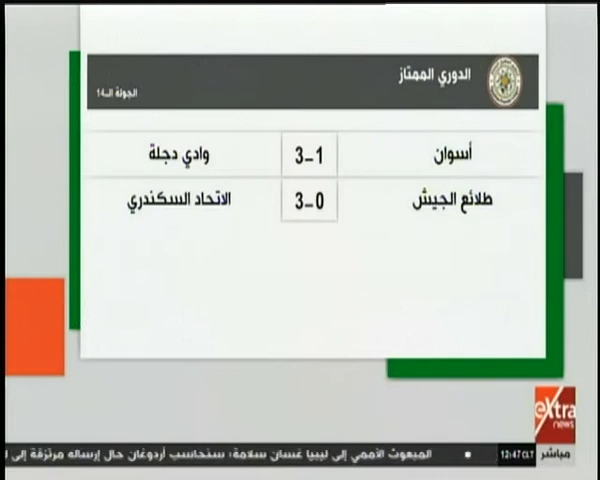 الدوري الممتاز
الجولة الـ14
أسوان 3-1 وادي دجلة
طلائع الجيش 3-0 الاتحاد السكندري
extra news
مباشر
12:47 CLT
المبعوث الأممي إلى ليبيا غسان سلامة: سنحاسب أردوغان حال إرساله مرتزقة إلى